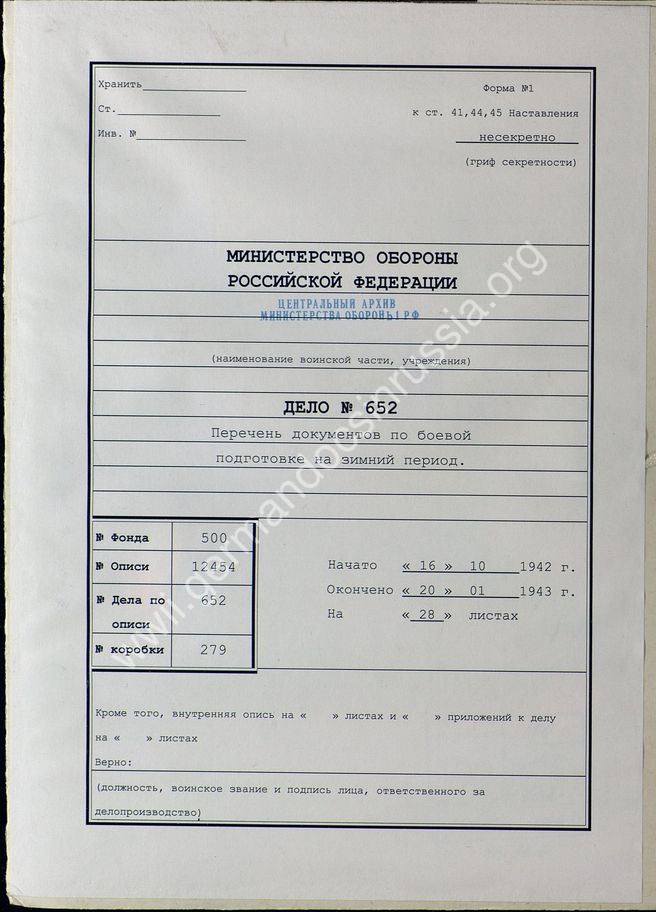 Хранить
Форма №1
Ст.
к ст. 41,44,45 Наставления
Инв. №
несекретно
(гриф секретности)
МИНИСТЕРСТВО ОБОРОНЫ
РОССИЙСКОЙ ФЕДЕРАЦИИ
ЦЕНТРАЛЬНЫЙ АРХИВ
МИНИСТЕРСТВА ОБОРОНЫ РФ
(наименование воинской части, учреждения)
ДЕЛО № 652
Перечень документов по боевой
подготовке на зимний период.
№ Фонда 500
№ Описи 12454
№ Дела по описи 652
№ коробки 279
Начато « 16 » 10 1942 г.
Окончено « 20 » 01 1943 г.
На « 28 » листах
Кроме того, внутренняя опись на « » листах и « » приложений к делу
на « » листах
Верно:
(должность, воинское звание и подпись лица, ответственного за
делопроизводство)
www.germandocsinrussia.org